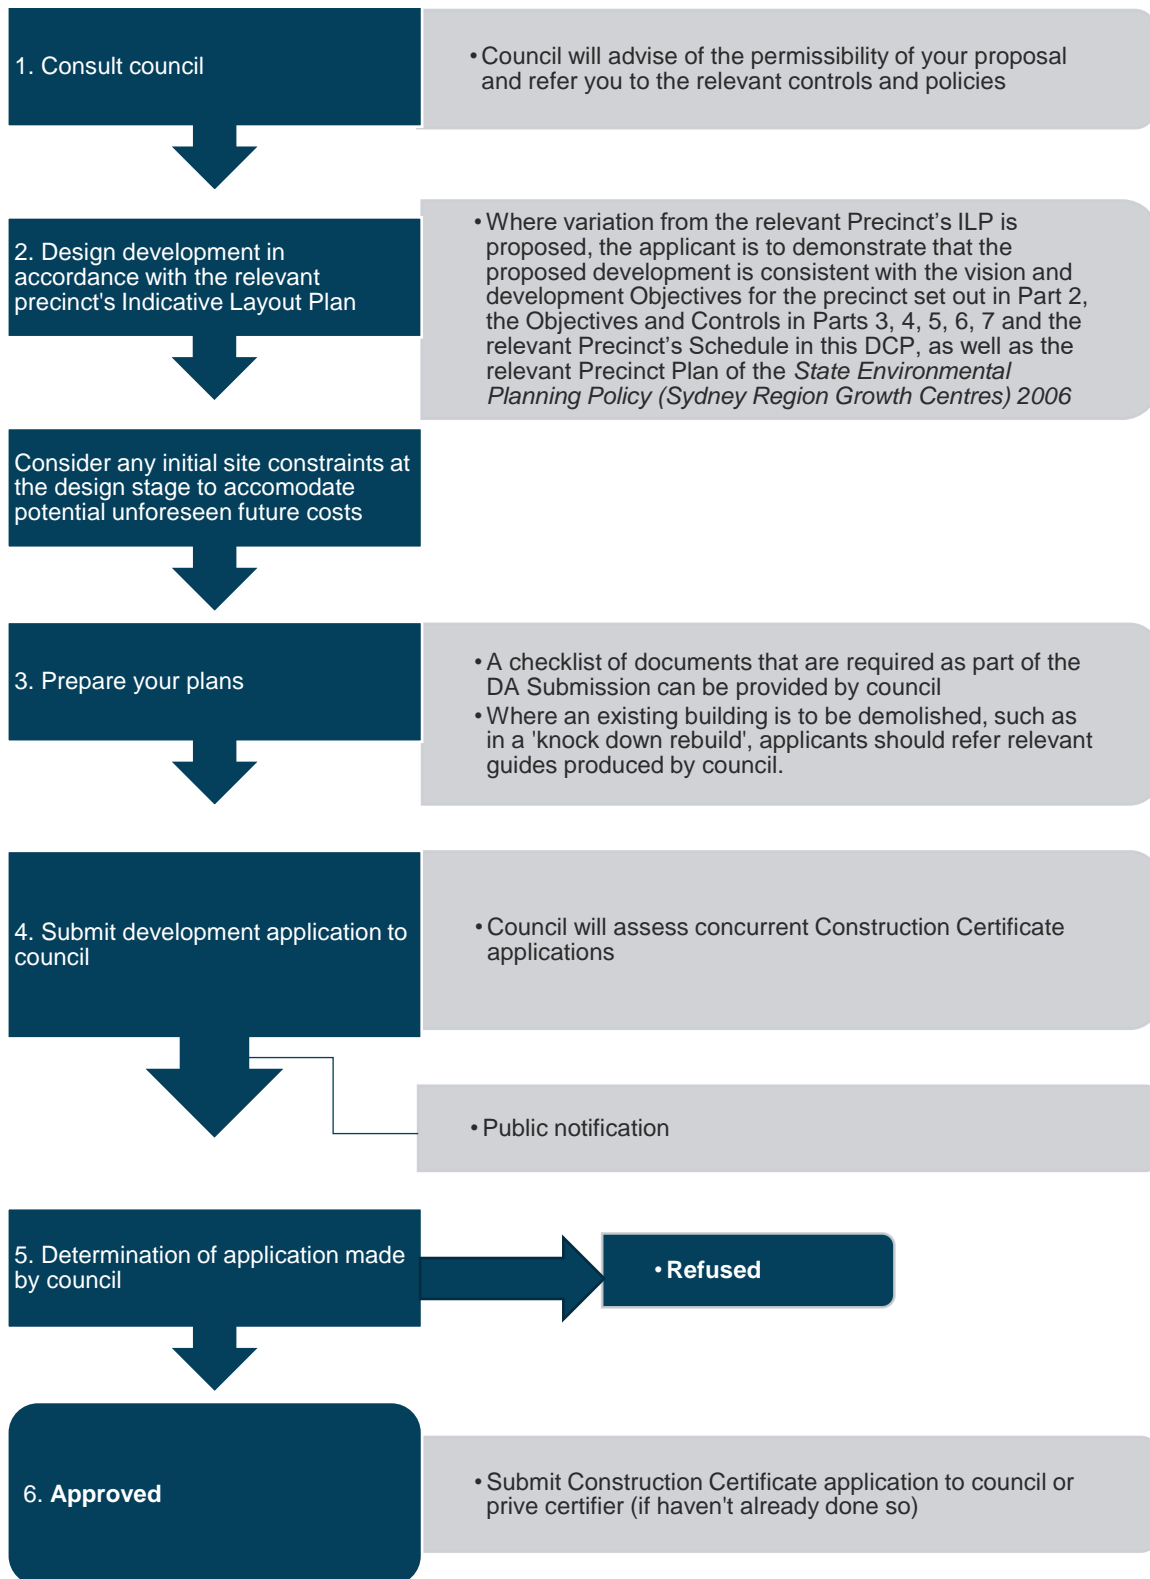 1. Consult council
• Council will advise of the permissibility of your proposal
and refer you to the relevant controls and policies
2. Design development in
accordance with the relevant
precinct's Indicative Layout Plan
• Where variation from the relevant Precinct’s ILP is
proposed, the applicant is to demonstrate that the
proposed development is consistent with the vision and
development Objectives for the precinct set out in Part 2,
the Objectives and Controls in Parts 3, 4, 5, 6, 7 and the
relevant Precinct’s Schedule in this DCP, as well as the
relevant Precinct Plan of the State Environmental
Planning Policy (Sydney Region Growth Centres) 2006
Consider any initial site constraints at
the design stage to accomodate
potential unforeseen future costs
3. Prepare your plans
• A checklist of documents that are required as part of the
DA Submission can be provided by council
• Where an existing building is to be demolished, such as
in a 'knock down rebuild', applicants should refer relevant
guides produced by council.
4. Submit development application to
council
• Council will assess concurrent Construction Certificate
applications
• Public notification
5. Determination of application made
by council
• Refused
6. Approved
• Submit Construction Certificate application to council or
prive certifier (if haven't already done so)